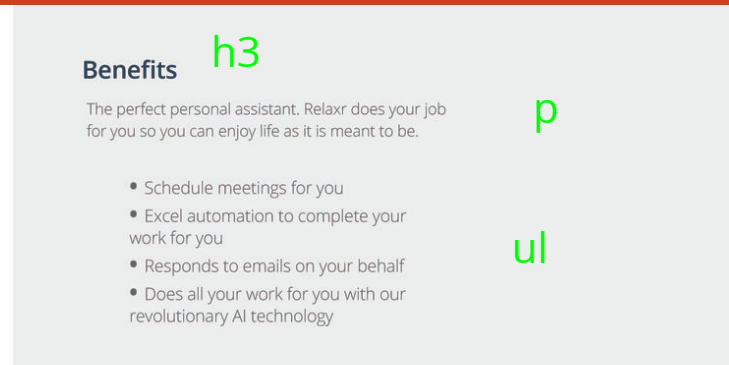 Benefits h3
The perfect personal assistant. Relaxr does your job
for you so you can enjoy life as it is meant to be.
p
• Schedule meetings for you
• Excel automation to complete your
work for you
ul
• Responds to emails on your behalf
• Does all your work for you with our
revolutionary AI technology